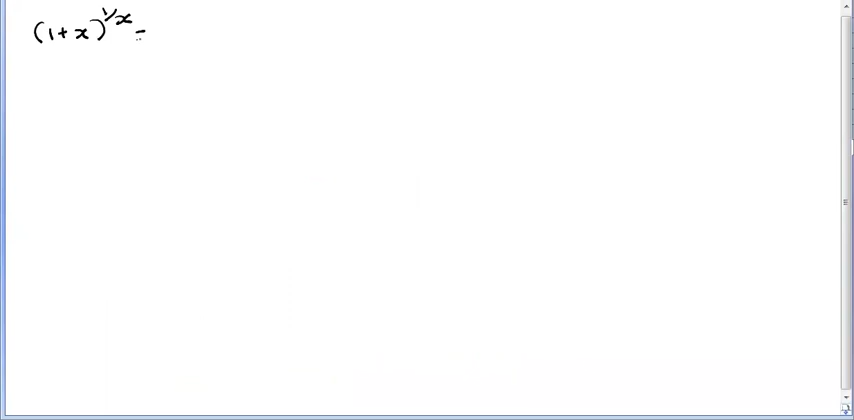 (1+x)^{1/x} =